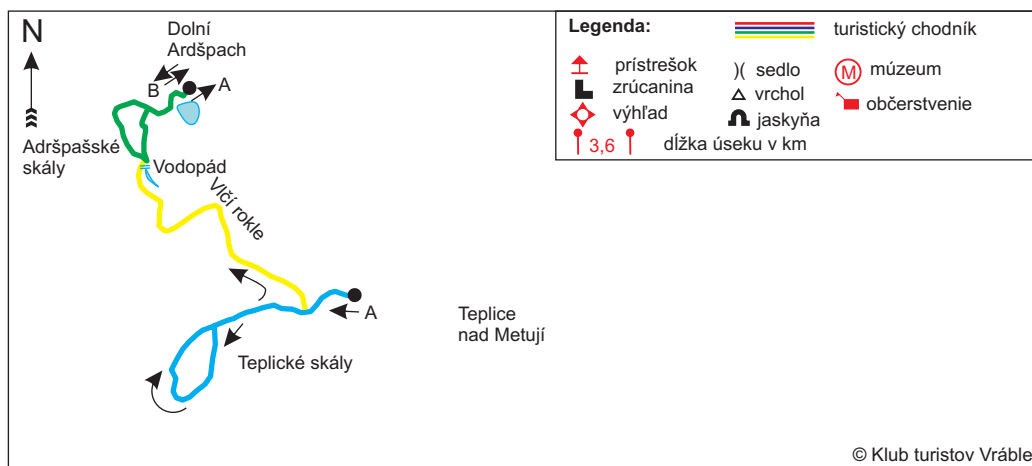 N
Dolní
Ardšpach
B
A
Adršpašské
skály
Vodopád
Vlčí rokle
A
Teplice
nad Metují
Teplické skály
Legenda:
turistický chodník
prístrešok
zrúcanina
výhľad
3,6
dĺžka úseku v km
)( sedlo
vrchol
jaskyňa
M múzeum
občerstvenie
© Klub turistov Vráble